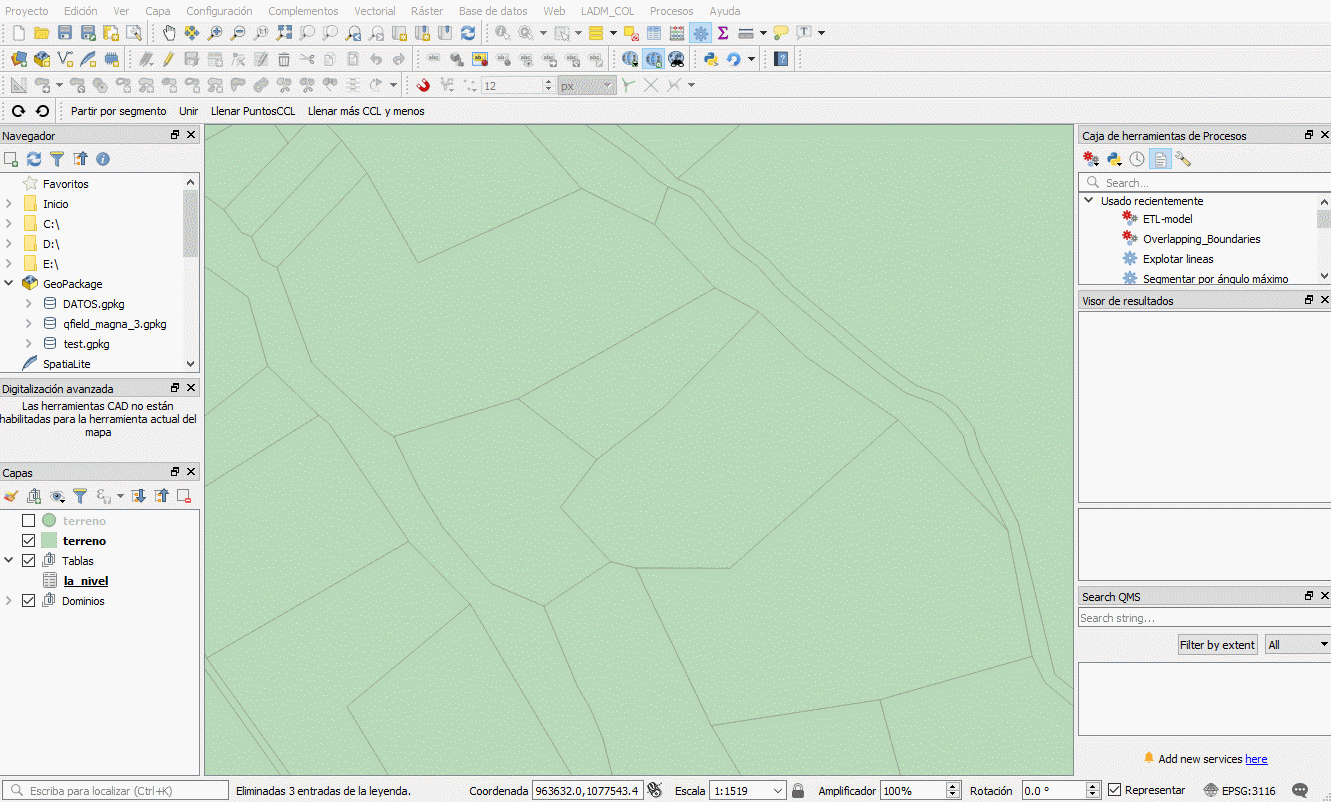 Proyecto Edición Ver Capa Configuración Complementos Vectorial Ráster Base de datos Web LADM_COL Procesos Ayuda
12 px
Partir por segmento Unir Llenar PuntosCCL Llenar más CCL y menos
Navegador
Favoritos
Inicio
C:\
D:\
E:\
GeoPackage
DATOS.gpkg
qfield_magna_3.gpkg
test.gpkg
SpatiaLite
Digitalización avanzada
Las herramientas CAD no están
habilitadas para la herramienta actual del
mapa
Capas
terreno
terreno
Tablas
la_nivel
Dominios
Caja de herramientas de Procesos
Search...
Usado recientemente
ETL-model
Overlapping_Boundaries
Explotar lineas
Segmentar por ángulo máximo
Visor de resultados
Search QMS
Search string...
Filter by extent All
Add new services here
Escriba para localizar (Ctrl+K) Eliminadas 3 entradas de la leyenda. Coordenada 963632.0,1077543.4 Escala 1:1519 Amplificador 100% Rotación 0.0 ° Representar EPSG:3116